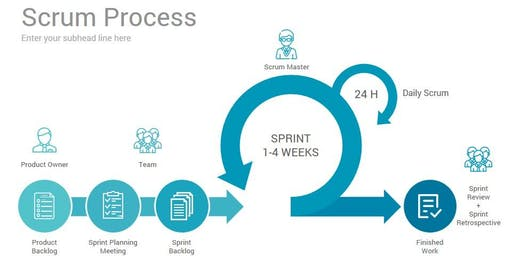 Scrum Process
Enter your subhead line here
Scrum Master
24 H
Daily Scrum
SPRINT
1-4 WEEKS
Product Owner
Team
Sprint
Review
+
Sprint
Retrospective
Product
Backlog
Sprint Planning
Meeting
Sprint
Backlog
Finished
Work